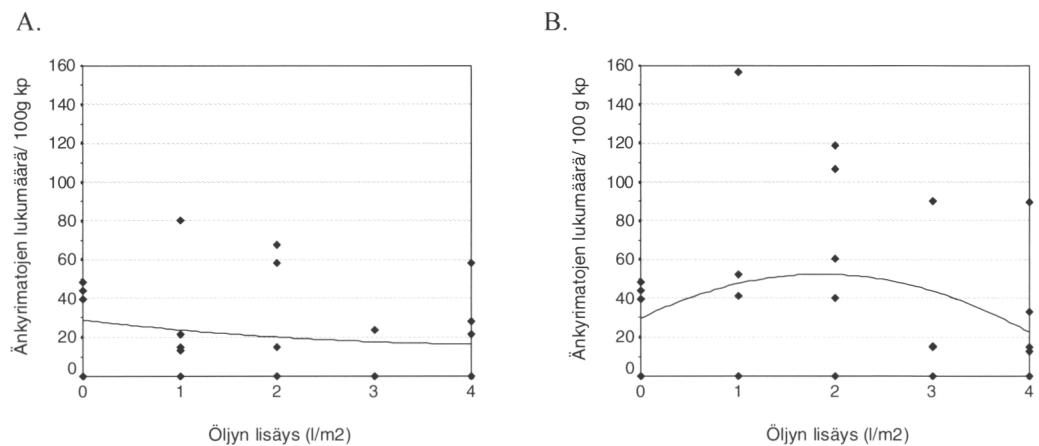 A.
Änkyrimatojen lukumäärä/ 100g kp
160
140
120
100
80
60
40
20
0
0 1 2 3 4
Öljyn lisäys (l/m2)
B.
Änkyrimatojen lukumäärä/ 100 g kp
160
140
120
100
80
60
40
20
0
0 1 2 3 4
Öljyn lisäys (l/m2)